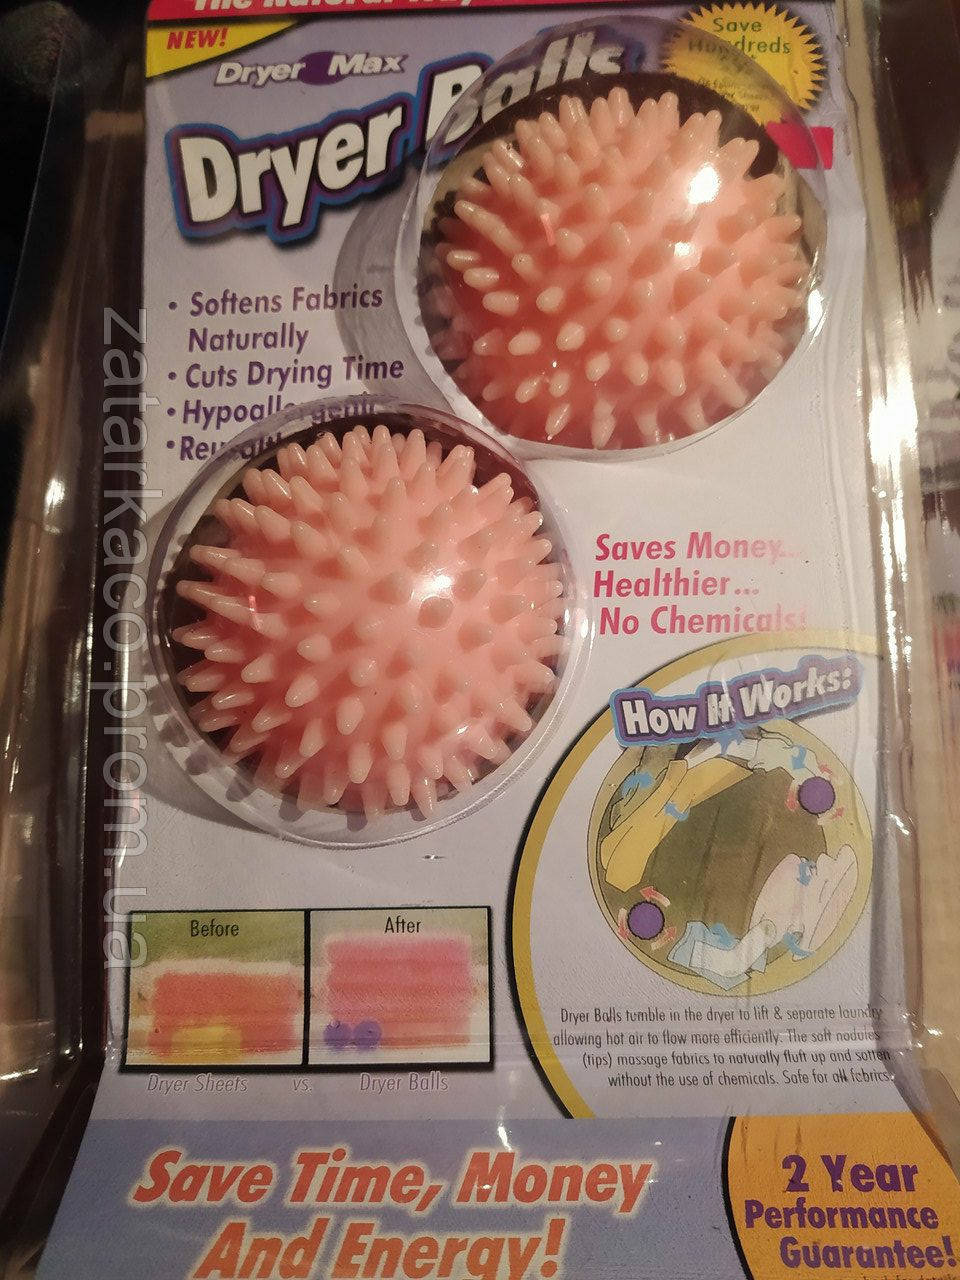 The Natural Way
NEW!
Dryer Max
Dryer Balls
Save
Hundreds
• Softens Fabrics
Naturally
• Cuts Drying Time
• Hypoallergenic
Saves Money...
Healthier...
No Chemicals!
How It Works:
Before
After
Dryer Sheets vs. Dryer Balls
Dryer Balls tumble in the dryer to lift & separate laundry
allowing hot air to flow more efficiently. The soft nodules
(tips) massage fabrics to naturally fluff up and soften
without the use of chemicals. Safe for all fabrics.
Save Time, Money
And Energy!
2 Year
Performance
Guarantee!
zatarkaco.prom.ua